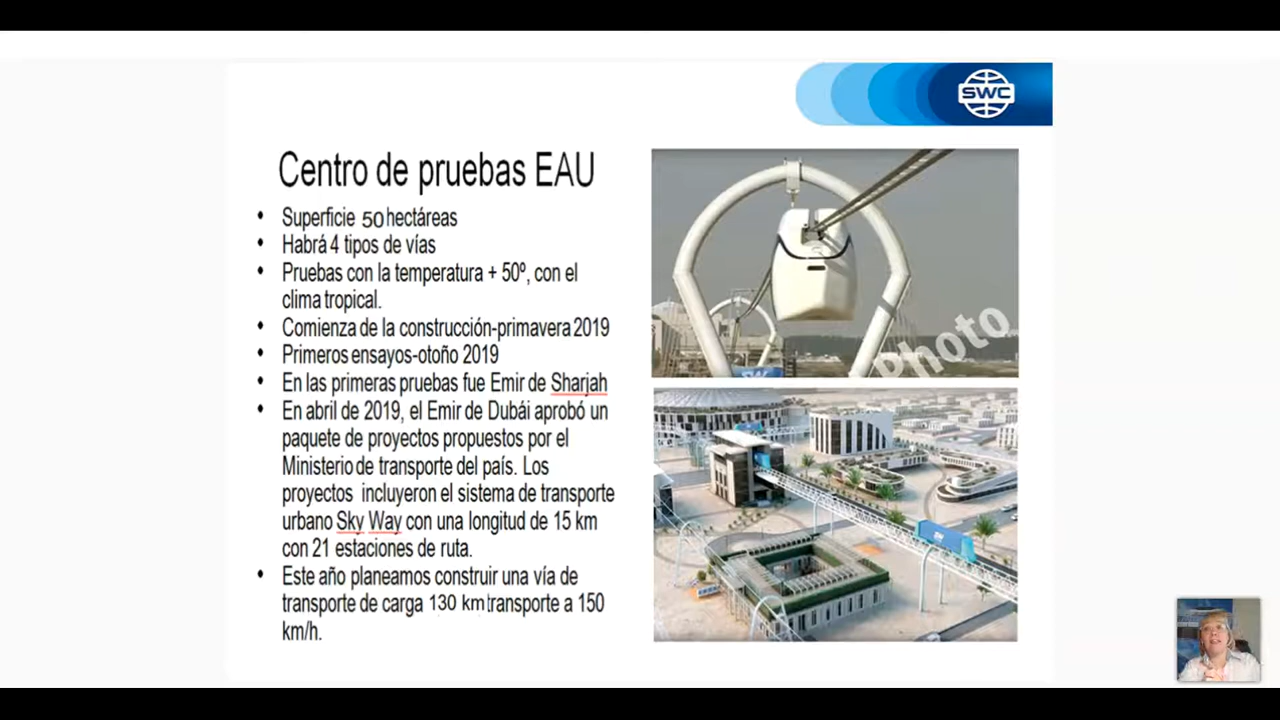 SWC
Centro de pruebas EAU
• Superficie 50 hectáreas
• Habrá 4 tipos de vías
• Pruebas con la temperatura + 50º, con el
clima tropical.
• Comienza de la construcción-primavera 2019
• Primeros ensayos-otoño 2019
• En las primeras pruebas fue Emir de Sharjah
• En abril de 2019, el Emir de Dubái aprobó un
paquete de proyectos propuestos por el
Ministerio de transporte del país. Los
proyectos incluyeron el sistema de transporte
urbano Sky Way con una longitud de 15 km
con 21 estaciones de ruta.
• Este año planeamos construir una vía de
transporte de carga 130 km transporte a 150
km/h.
Photo